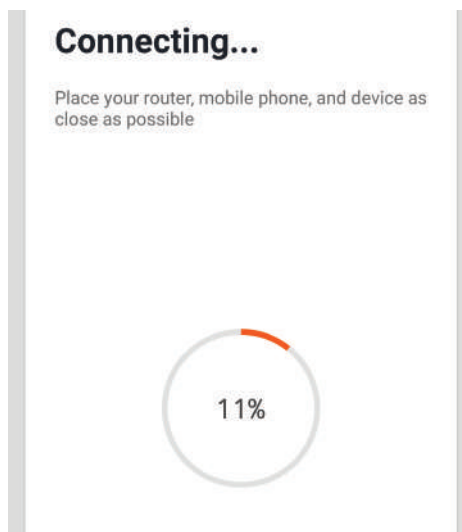 Connecting...
Place your router, mobile phone, and device as
close as possible
11%